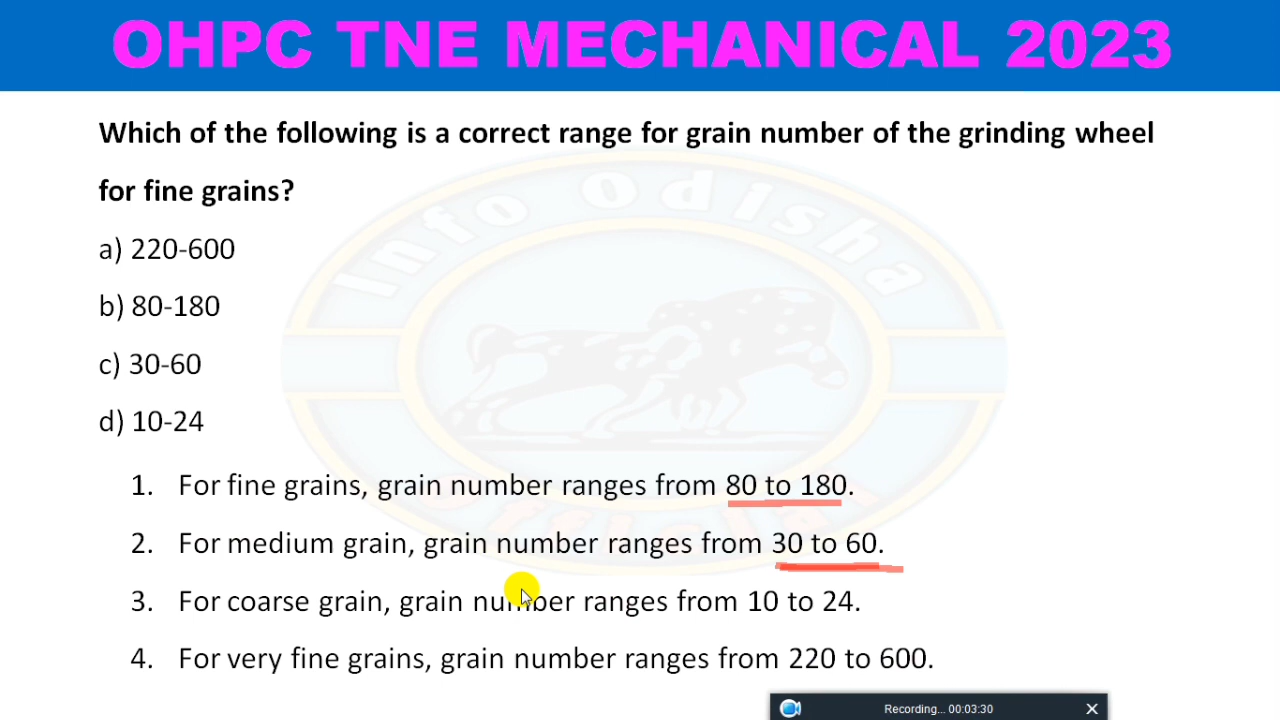 OHPC TNE MECHANICAL 2023
Which of the following is a correct range for grain number of the grinding wheel
for fine grains?
a) 220-600
b) 80-180
c) 30-60
d) 10-24
1. For fine grains, grain number ranges from 80 to 180.
2. For medium grain, grain number ranges from 30 to 60.
3. For coarse grain, grain number ranges from 10 to 24.
4. For very fine grains, grain number ranges from 220 to 600.
Info Odisha
Official
Recording... 00:03:30